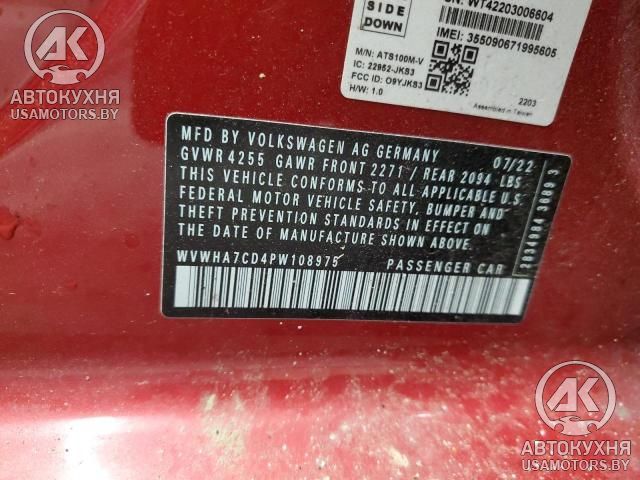 SIDE
DOWN
SN: WT42203006604
IMEI: 355090671995605
M/N: ATS100M-V
IC: 22952-JKS3
FCC ID: O9YJKS3
H/W: 1.0
2203
Assembled in Taiwan
MFD BY VOLKSWAGEN AG GERMANY 07/22
GVWR 4255 GAWR FRONT 2271 / REAR 2094 LBS
THIS VEHICLE CONFORMS TO ALL APPLICABLE U.S.
FEDERAL MOTOR VEHICLE SAFETY, BUMPER AND
THEFT PREVENTION STANDARDS IN EFFECT ON
THE DATE OF MANUFACTURE SHOWN ABOVE.
WVWHA7CD4PW108975 PASSENGER CAR
АК
АВТОКУХНЯ
USAMOTORS.BY
АК
АВТОКУХНЯ
USAMOTORS.BY